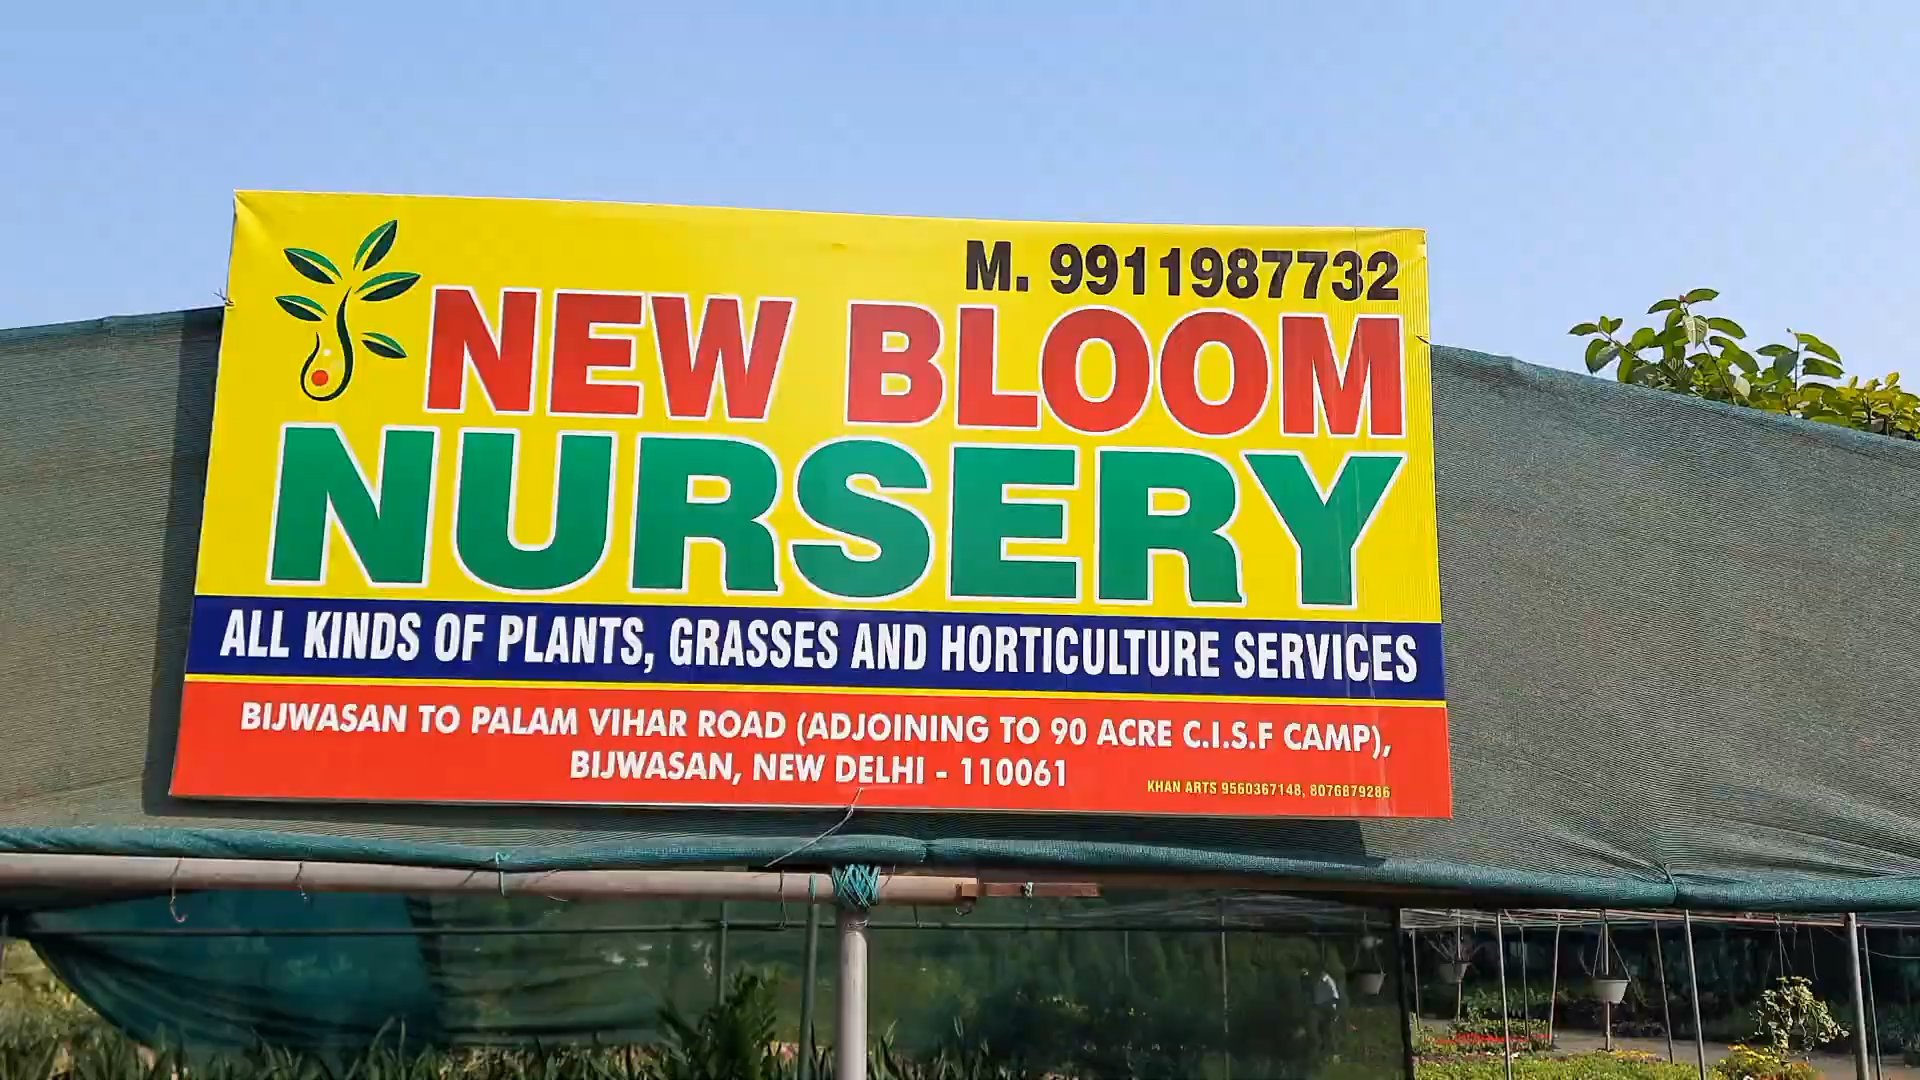 M. 9911987732
NEW BLOOM
NURSERY
ALL KINDS OF PLANTS, GRASSES AND HORTICULTURE SERVICES
BIJWASAN TO PALAM VIHAR ROAD (ADJOINING TO 90 ACRE C.I.S.F CAMP),
BIJWASAN, NEW DELHI - 110061
KHAN ARTS 9560367148, 8076879286